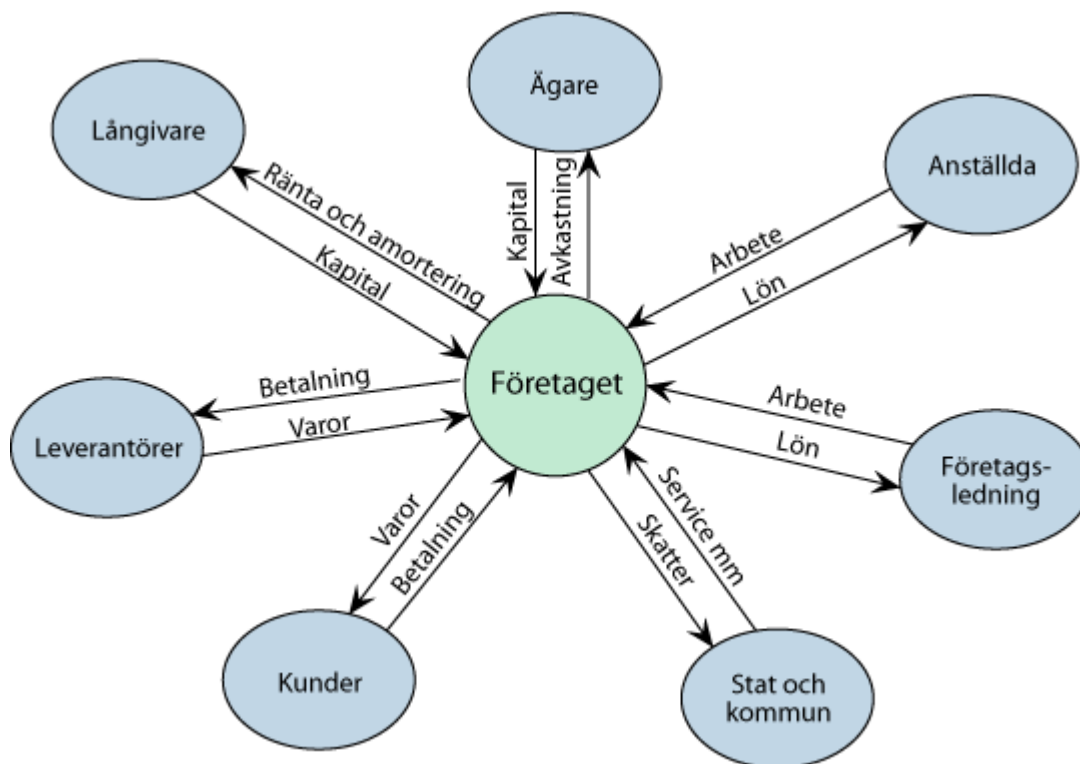 Ägare
Långivare
Anställda
Ränta och amortering
Kapital
Kapital
Avkastning
Arbete
Lön
Företaget
Betalning
Varor
Leverantörer
Arbete
Lön
Företags-
ledning
Varor
Betalning
Service mm
Skatter
Kunder
Stat och
kommun